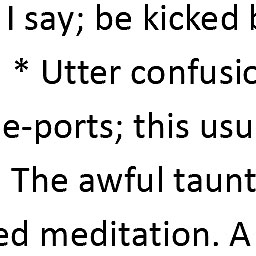 I say; be kicked
* Utter confusio
e-ports; this usu
The awful taunt
ed meditation. A